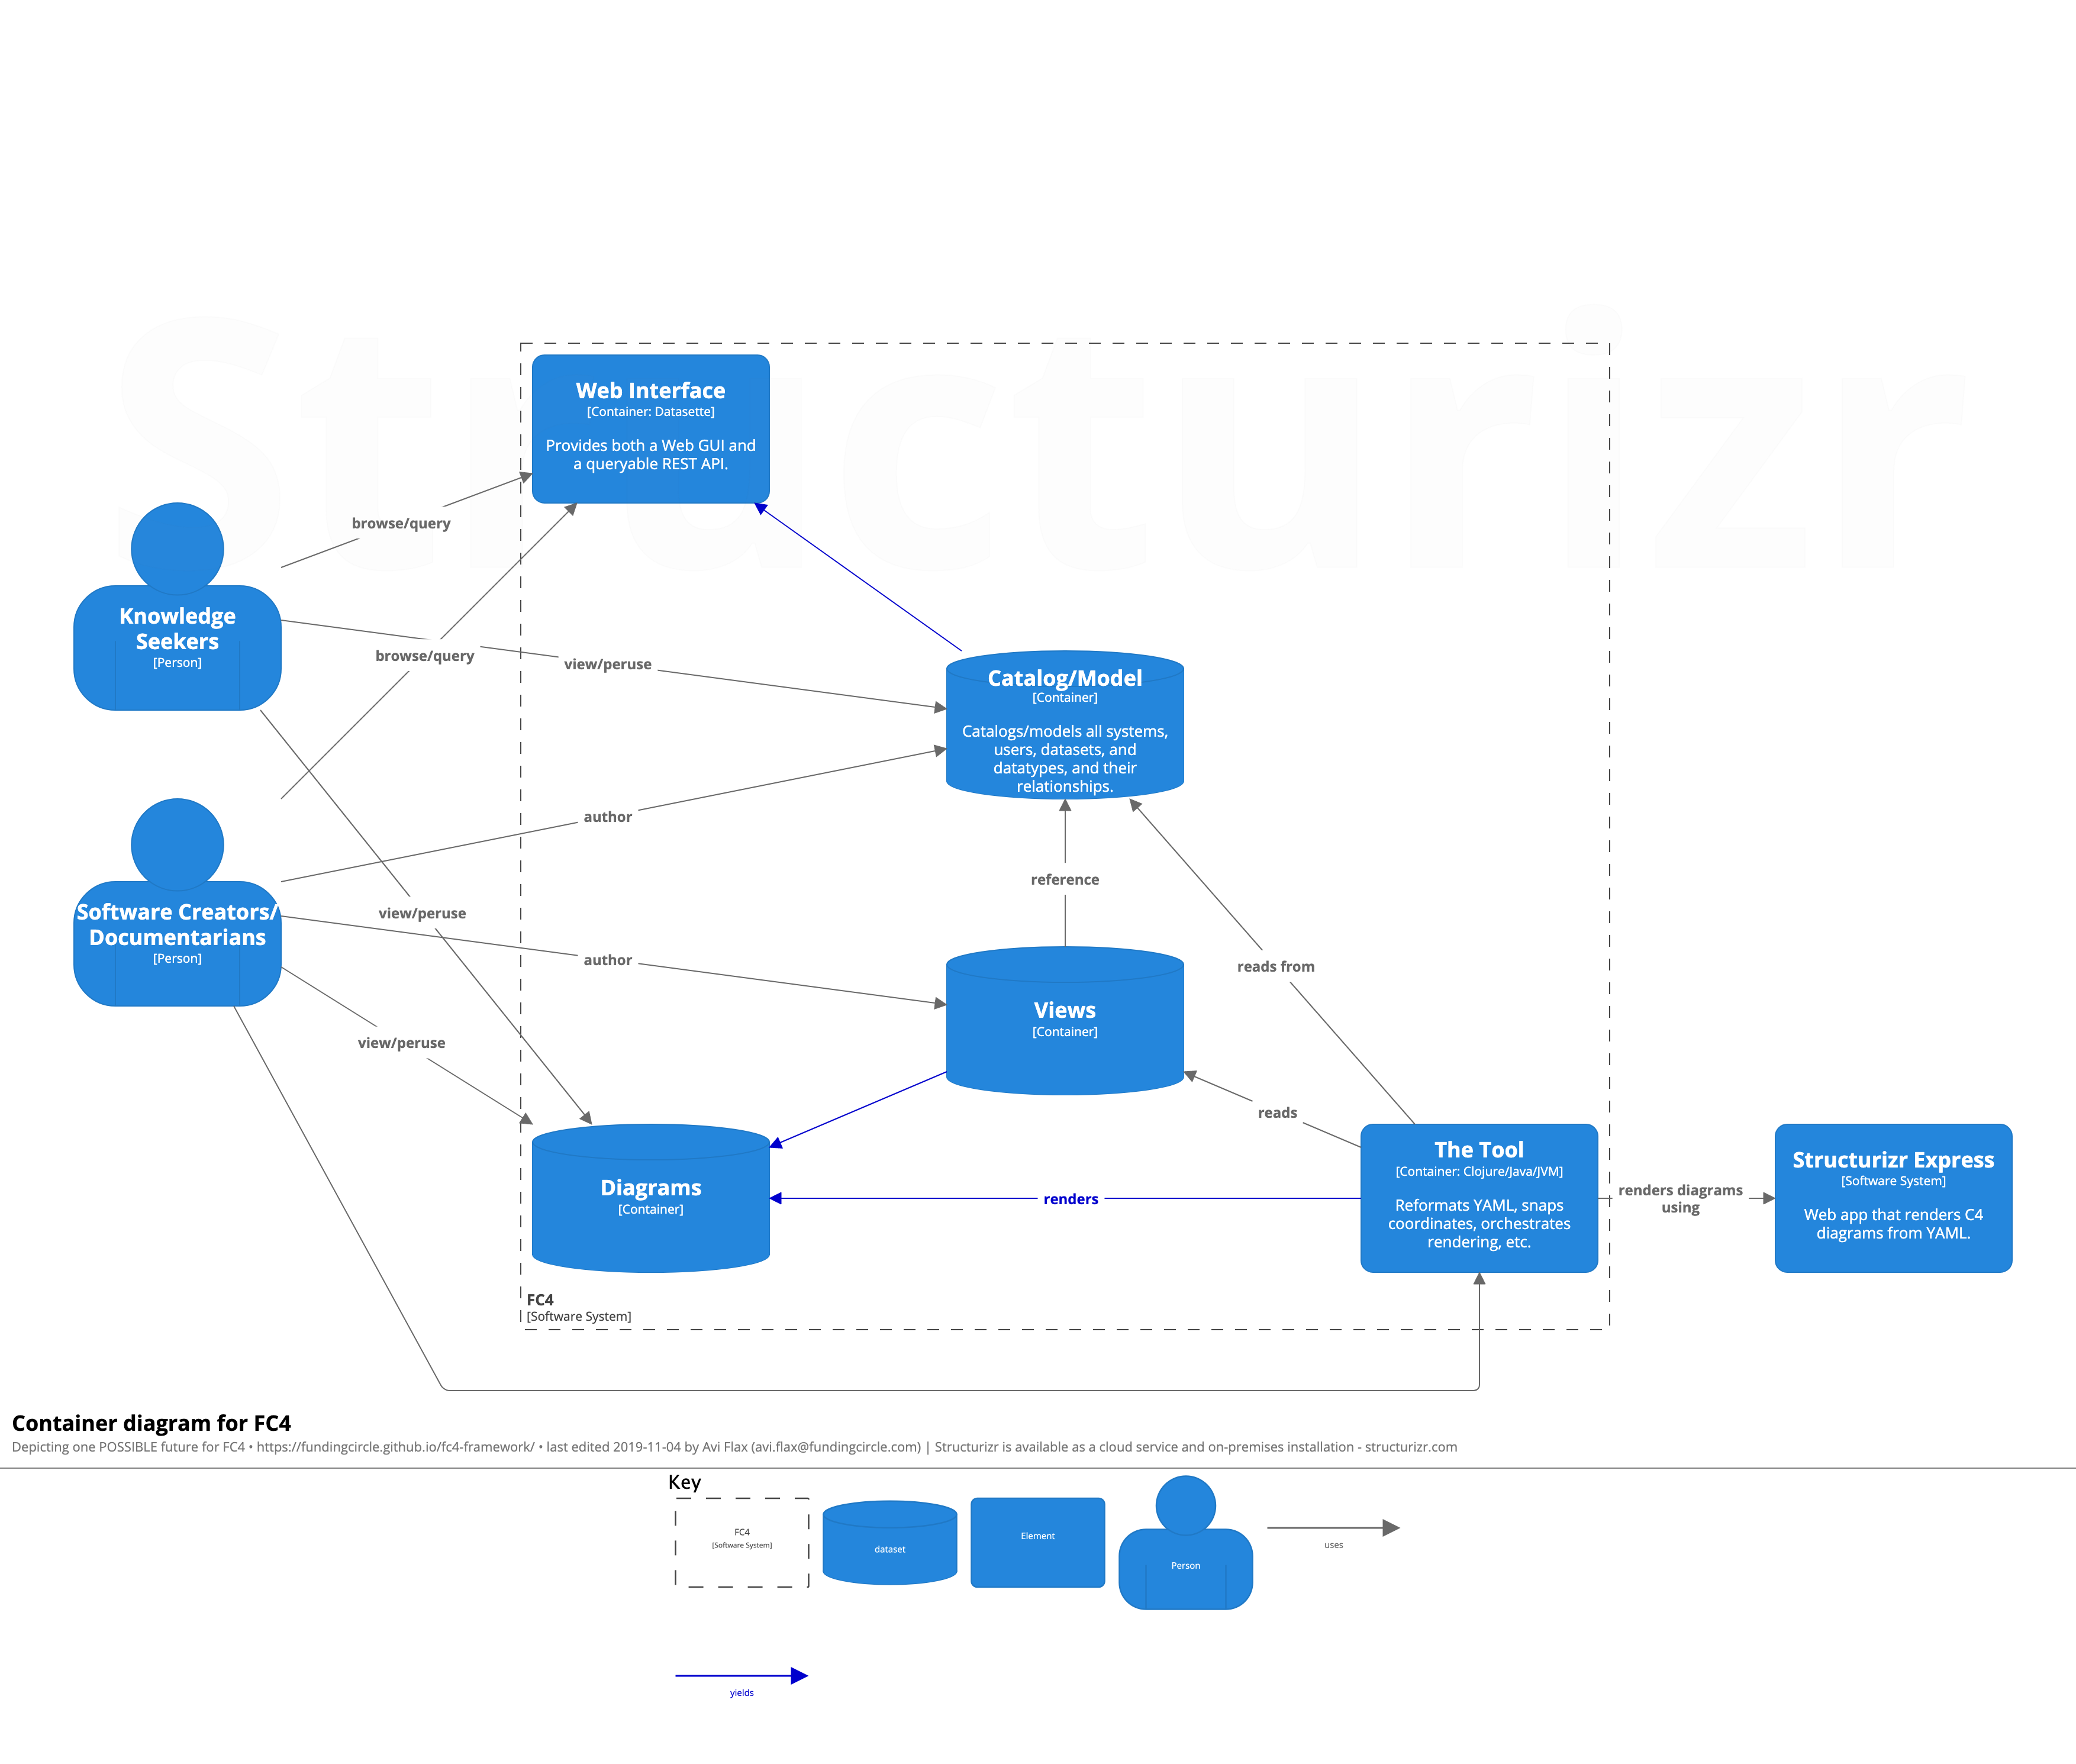 Structurizr
Web Interface
[Container: Datasette]
Provides both a Web GUI and
a queryable REST API.
browse/query
Knowledge
Seekers
[Person]
browse/query
view/peruse
Catalog/Model
[Container]
Catalogs/models all systems,
users, datasets, and
datatypes, and their
relationships.
author
reference
Software Creators/
Documentarians
[Person]
view/peruse
author
reads from
Views
[Container]
view/peruse
reads
Diagrams
[Container]
renders
The Tool
[Container: Clojure/Java/JVM]
Reformats YAML, snaps
coordinates, orchestrates
rendering, etc.
renders diagrams
using
Structurizr Express
[Software System]
Web app that renders C4
diagrams from YAML.
FC4
[Software System]
Container diagram for FC4
Depicting one POSSIBLE future for FC4 • https://fundingcircle.github.io/fc4-framework/ • last edited 2019-11-04 by Avi Flax (avi.flax@fundingcircle.com) | Structurizr is available as a cloud service and on-premises installation - structurizr.com
Key
FC4
[Software System]
dataset
Element
Person
uses
yields